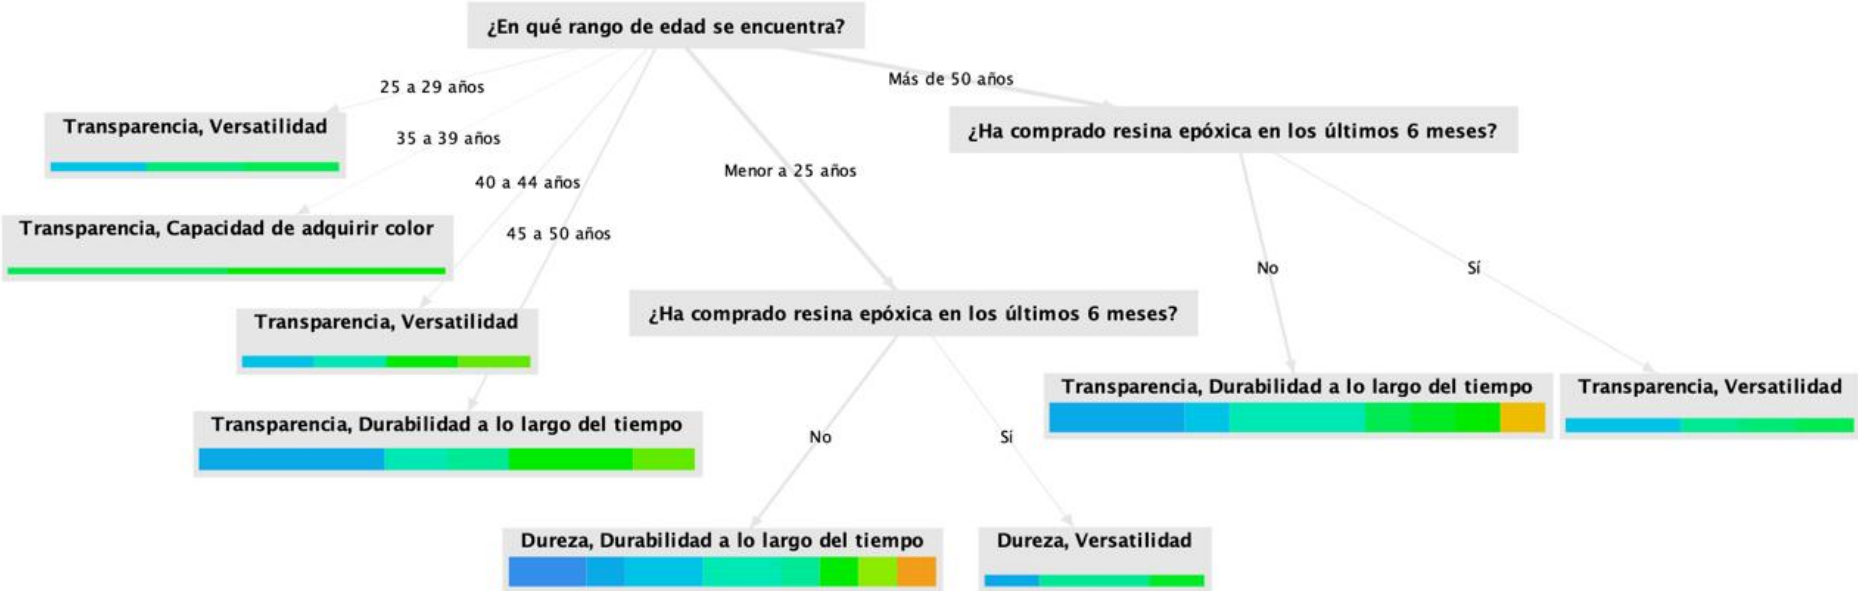 ¿En qué rango de edad se encuentra?
25 a 29 años
Más de 50 años
Transparencia, Versatilidad
¿Ha comprado resina epóxica en los últimos 6 meses?
35 a 39 años
Menor a 25 años
40 a 44 años
Transparencia, Capacidad de adquirir color
45 a 50 años
No
Sí
Transparencia, Versatilidad
¿Ha comprado resina epóxica en los últimos 6 meses?
Transparencia, Durabilidad a lo largo del tiempo
Transparencia, Versatilidad
Transparencia, Durabilidad a lo largo del tiempo
No
Sí
Dureza, Durabilidad a lo largo del tiempo
Dureza, Versatilidad